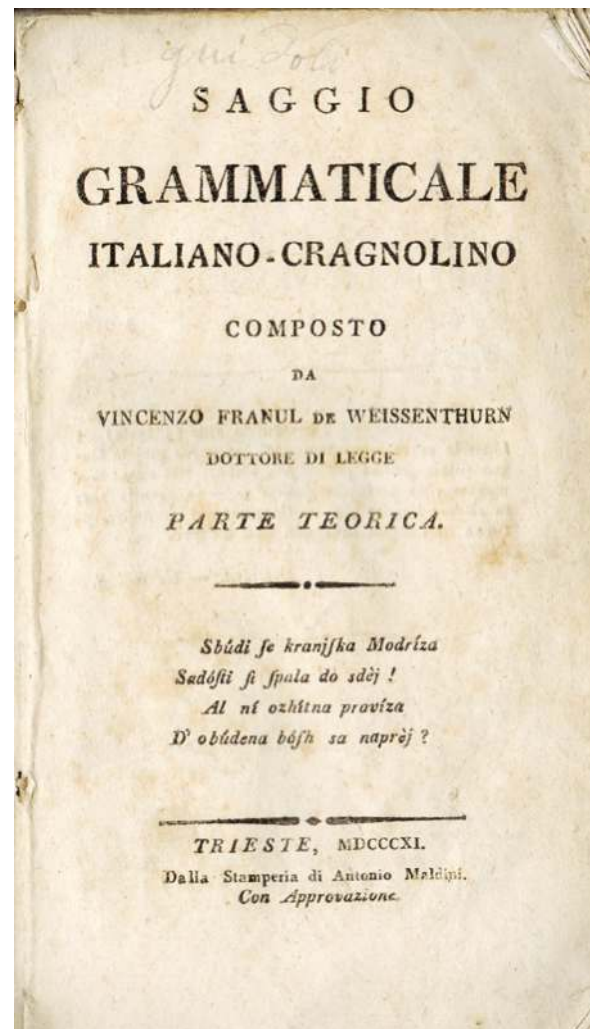 SAGGIO
GRAMMATICALE
ITALIANO-CRAGNOLINO
COMPOSTO
DA
VINCENZO FRANUL DE WEISSENTHURN
DOTTORE DI LEGGE
PARTE TEORICA.
Sbúdi ſe kranjſka Modríza
Sadóſti ſi ſpala do sdèj !
Al ní ozhítna províza
D' obúdena bóſh sa naprèj ?
TRIESTE, MDCCCXI.
Dalla Stamperia di Antonio Maldini.
Con Approvazione.